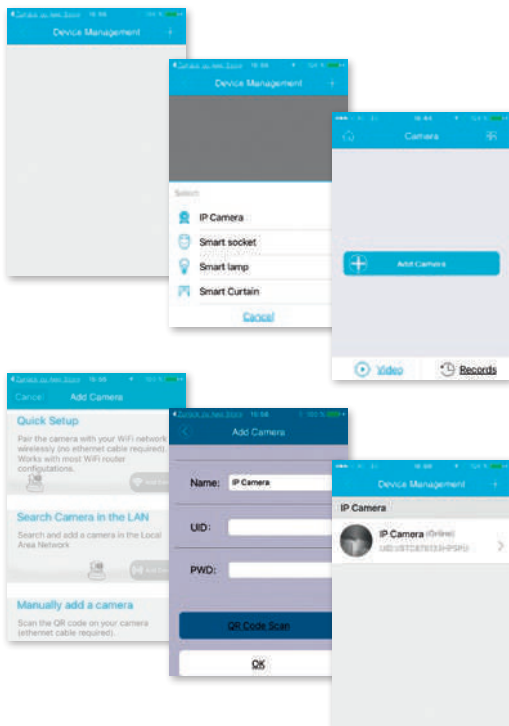 Device Management +
Device Management +
Select
IP Camera
Smart socket
Smart lamp
Smart Curtain
Cancel
Camera
Add Camera
Video
Records
Cancel Add Camera
Quick Setup
Pair the camera with your WiFi network
wirelessly (no ethernet cable required).
Works with most WiFi router
configutations.
Search Camera in the LAN
Search and add a camera in the Local
Area Network
Manually add a camera
Scan the QR code on your camera
(ethernet cable required).
Add Camera
Name: IP Camera
UID:
PWD:
QR Code Scan
OK
Device Management +
IP Camera
IP Camera (Online)